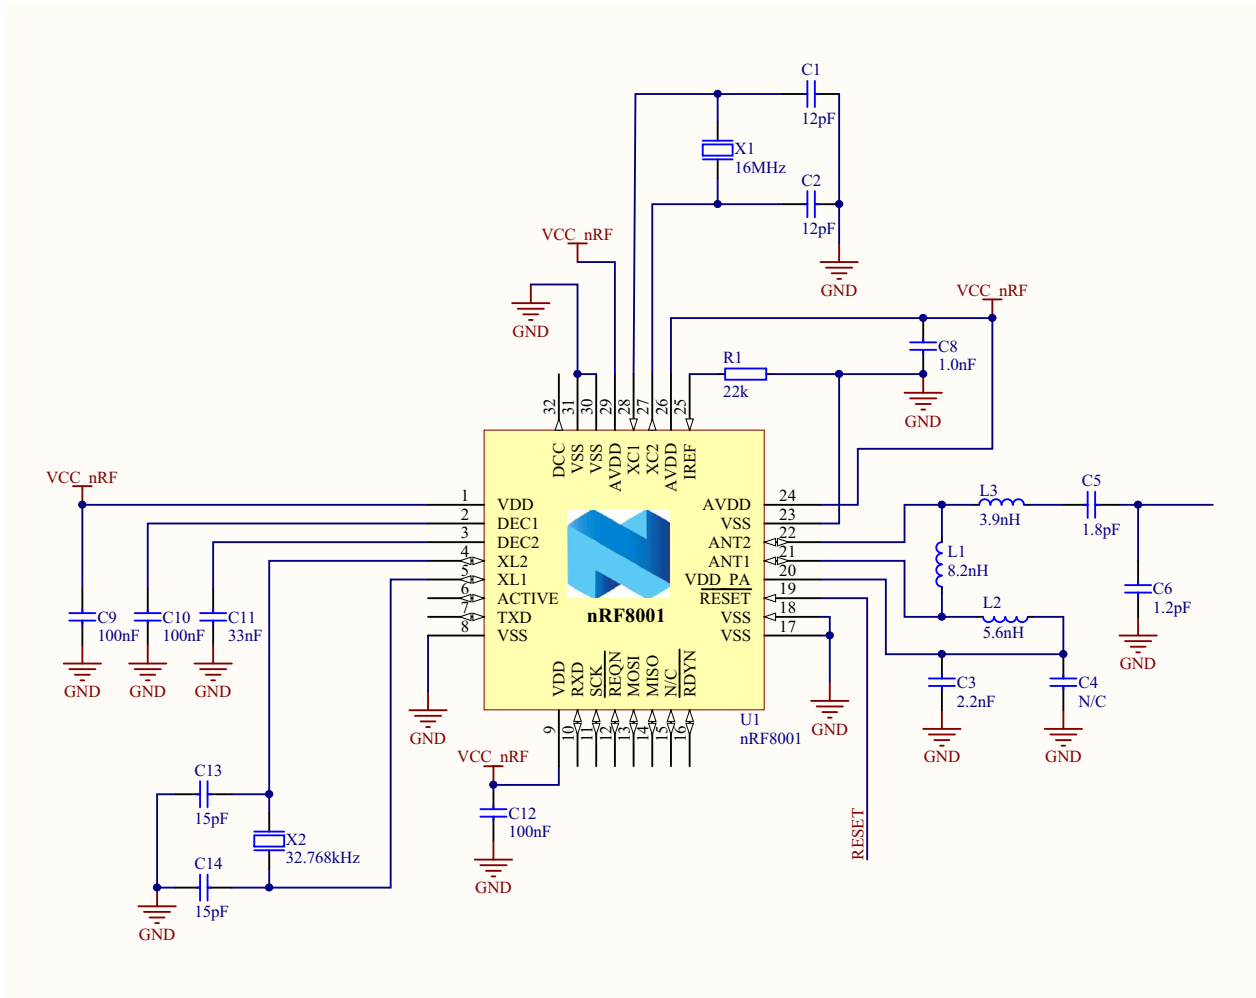 C1
12pF
X1
16MHz
C2
12pF
GND
VCC_nRF
GND
VCC_nRF
C8
1.0nF
GND
R1
22k
32
31
30
29
28
27
26
25
DCC
VSS
VSS
AVDD
XC1
XC2
AVDD
IREF
VCC_nRF
1
2
3
4
5
6
7
8
VDD
DEC1
DEC2
XL2
XL1
ACTIVE
TXD
VSS
nRF8001
AVDD
VSS
ANT2
ANT1
VDD_PA
RESET
VSS
VSS
24
23
22
21
20
19
18
17
VDD
RXD
SCK
REQN
MOSI
MISO
N/C
RDYN
9
10
11
12
13
14
15
16
U1
nRF8001
C9
100nF
GND
C10
100nF
GND
C11
33nF
GND
GND
L3
3.9nH
C5
1.8pF
L1
8.2nH
L2
5.6nH
C6
1.2pF
GND
C3
2.2nF
GND
C4
N/C
GND
GND
RESET
VCC_nRF
C12
100nF
GND
C13
15pF
X2
32.768kHz
C14
15pF
GND